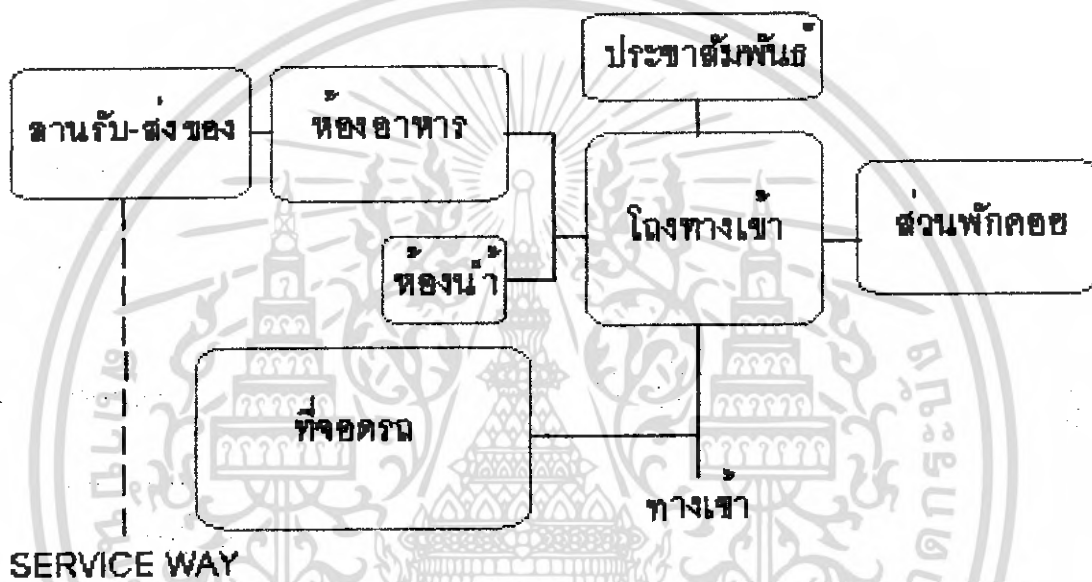 ประชาสัมพันธ์
ลานรับ-ส่งของ
ห้องอาหาร
โถงทางเข้า
ส่วนพักคอย
ห้องน้ำ
ที่จอดรถ
ทางเข้า
SERVICE WAY